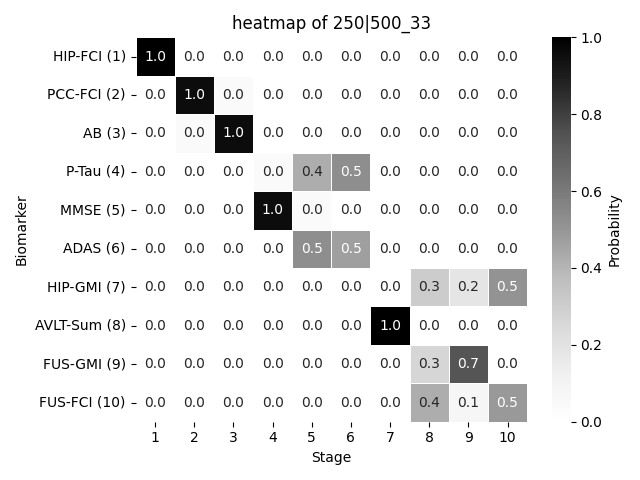 heatmap of 250|500_33
HIP-FCI (1) 1.0 0.0 0.0 0.0 0.0 0.0 0.0 0.0 0.0 0.0
PCC-FCI (2) 0.0 1.0 0.0 0.0 0.0 0.0 0.0 0.0 0.0 0.0
AB (3) 0.0 0.0 1.0 0.0 0.0 0.0 0.0 0.0 0.0 0.0
P-Tau (4) 0.0 0.0 0.0 0.0 0.4 0.5 0.0 0.0 0.0 0.0
MMSE (5) 0.0 0.0 0.0 1.0 0.0 0.0 0.0 0.0 0.0 0.0
ADAS (6) 0.0 0.0 0.0 0.0 0.5 0.5 0.0 0.0 0.0 0.0
HIP-GMI (7) 0.0 0.0 0.0 0.0 0.0 0.0 0.0 0.3 0.2 0.5
AVLT-Sum (8) 0.0 0.0 0.0 0.0 0.0 0.0 1.0 0.0 0.0 0.0
FUS-GMI (9) 0.0 0.0 0.0 0.0 0.0 0.0 0.0 0.3 0.7 0.0
FUS-FCI (10) 0.0 0.0 0.0 0.0 0.0 0.0 0.0 0.4 0.1 0.5
1 2 3 4 5 6 7 8 9 10
Stage
Biomarker
1.0
0.8
0.6
0.4
0.2
0.0
Probability